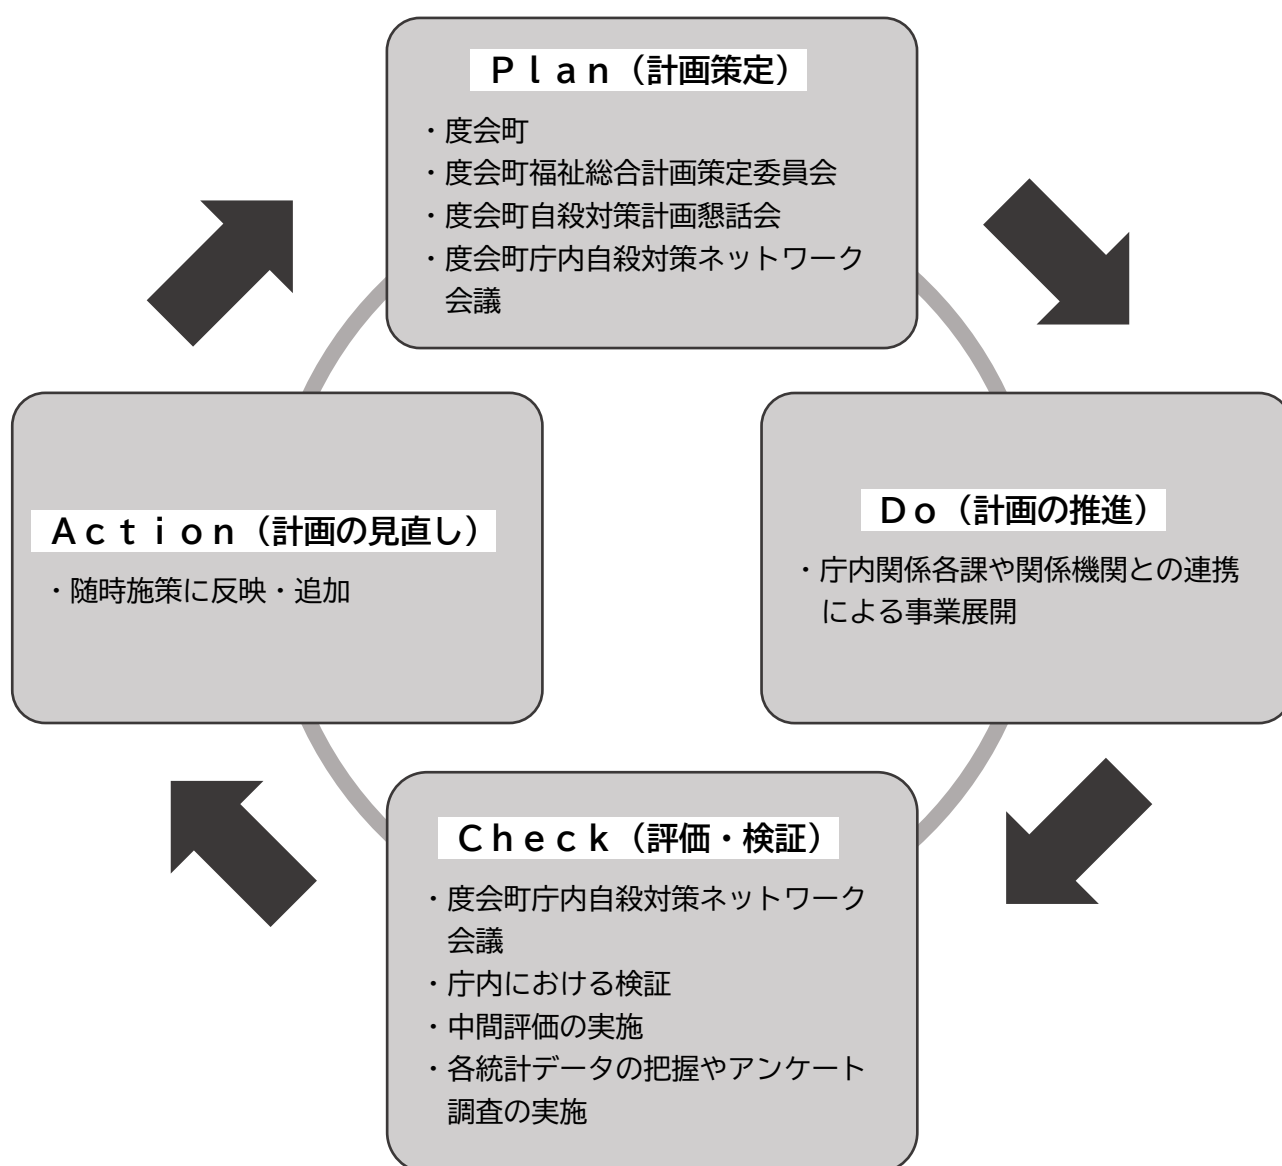 Ｐｌａｎ（計画策定）
・度会町
・度会町福祉総合計画策定委員会
・度会町自殺対策計画懇話会
・度会町庁内自殺対策ネットワーク
会議
Ａｃｔｉｏｎ（計画の見直し）
・随時施策に反映・追加
Ｄｏ（計画の推進）
・庁内関係各課や関係機関との連携
による事業展開
Ｃｈｅｃｋ（評価・検証）
・度会町庁内自殺対策ネットワーク
会議
・庁内における検証
・中間評価の実施
・各統計データの把握やアンケート
調査の実施